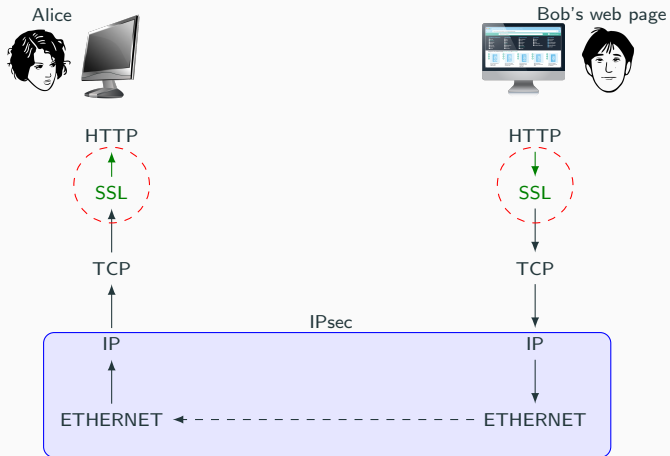 Alice
Bob's web page
HTTP
HTTP
SSL
SSL
TCP
TCP
IPsec
IP
IP
ETHERNET
ETHERNET